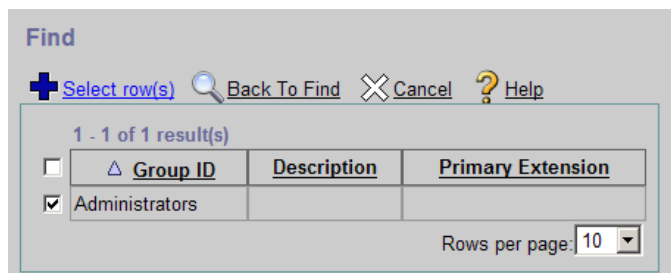 Find
Select row(s) Back To Find Cancel Help
1 - 1 of 1 result(s)
Group ID Description Primary Extension
Administrators
Rows per page: 10